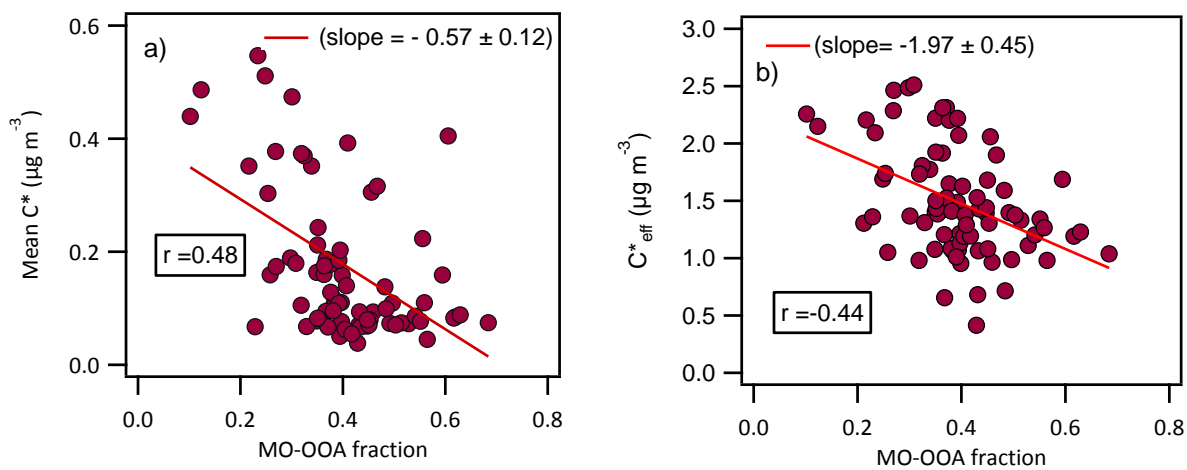 a)
(slope = - 0.57 ± 0.12)
r =0.48
Mean C* (µg m⁻³)
0.6
0.4
0.2
0.0
0.0 0.2 0.4 0.6 0.8
MO-OOA fraction
b)
(slope= -1.97 ± 0.45)
r =-0.44
C*eff (µg m⁻³)
3.0
2.5
2.0
1.5
1.0
0.5
0.0
0.0 0.2 0.4 0.6 0.8
MO-OOA fraction